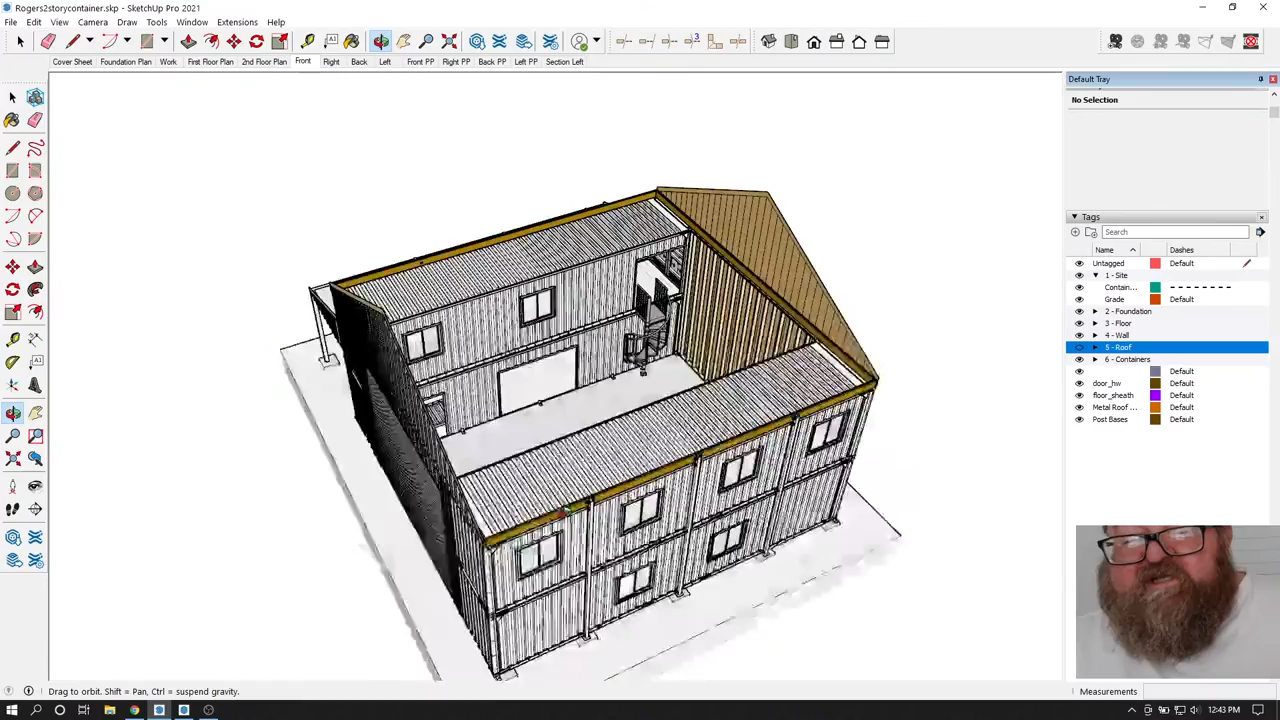 Rogers2storycontainer.skp - SketchUp Pro 2021
File Edit View Camera Draw Tools Window Extensions Help
3
Cover Sheet Foundation Plan Work First Floor Plan 2nd Floor Plan Front Right Back Left Front PP Right PP Back PP Left PP Section Left
Default Tray
No Selection
Tags
Search
Name Dashes
Untagged Default
1 - Site
Contain...
Grade Default
2 - Foundation
3 - Floor
4 - Wall
5 - Roof
6 - Containers
Default
door_hw Default
floor_sheath Default
Metal Roof ... Default
Post Bases Default
Drag to orbit. Shift = Pan, Ctrl = suspend gravity.
Measurements
12:43 PM